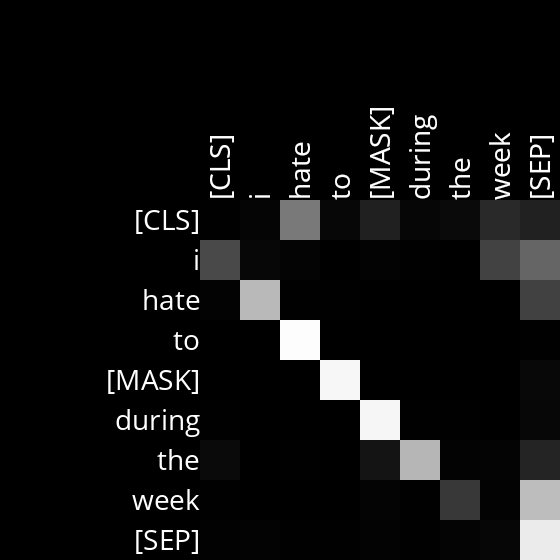 [CLS] i hate to [MASK] during the week [SEP]
[CLS]
i
hate
to
[MASK]
during
the
week
[SEP]